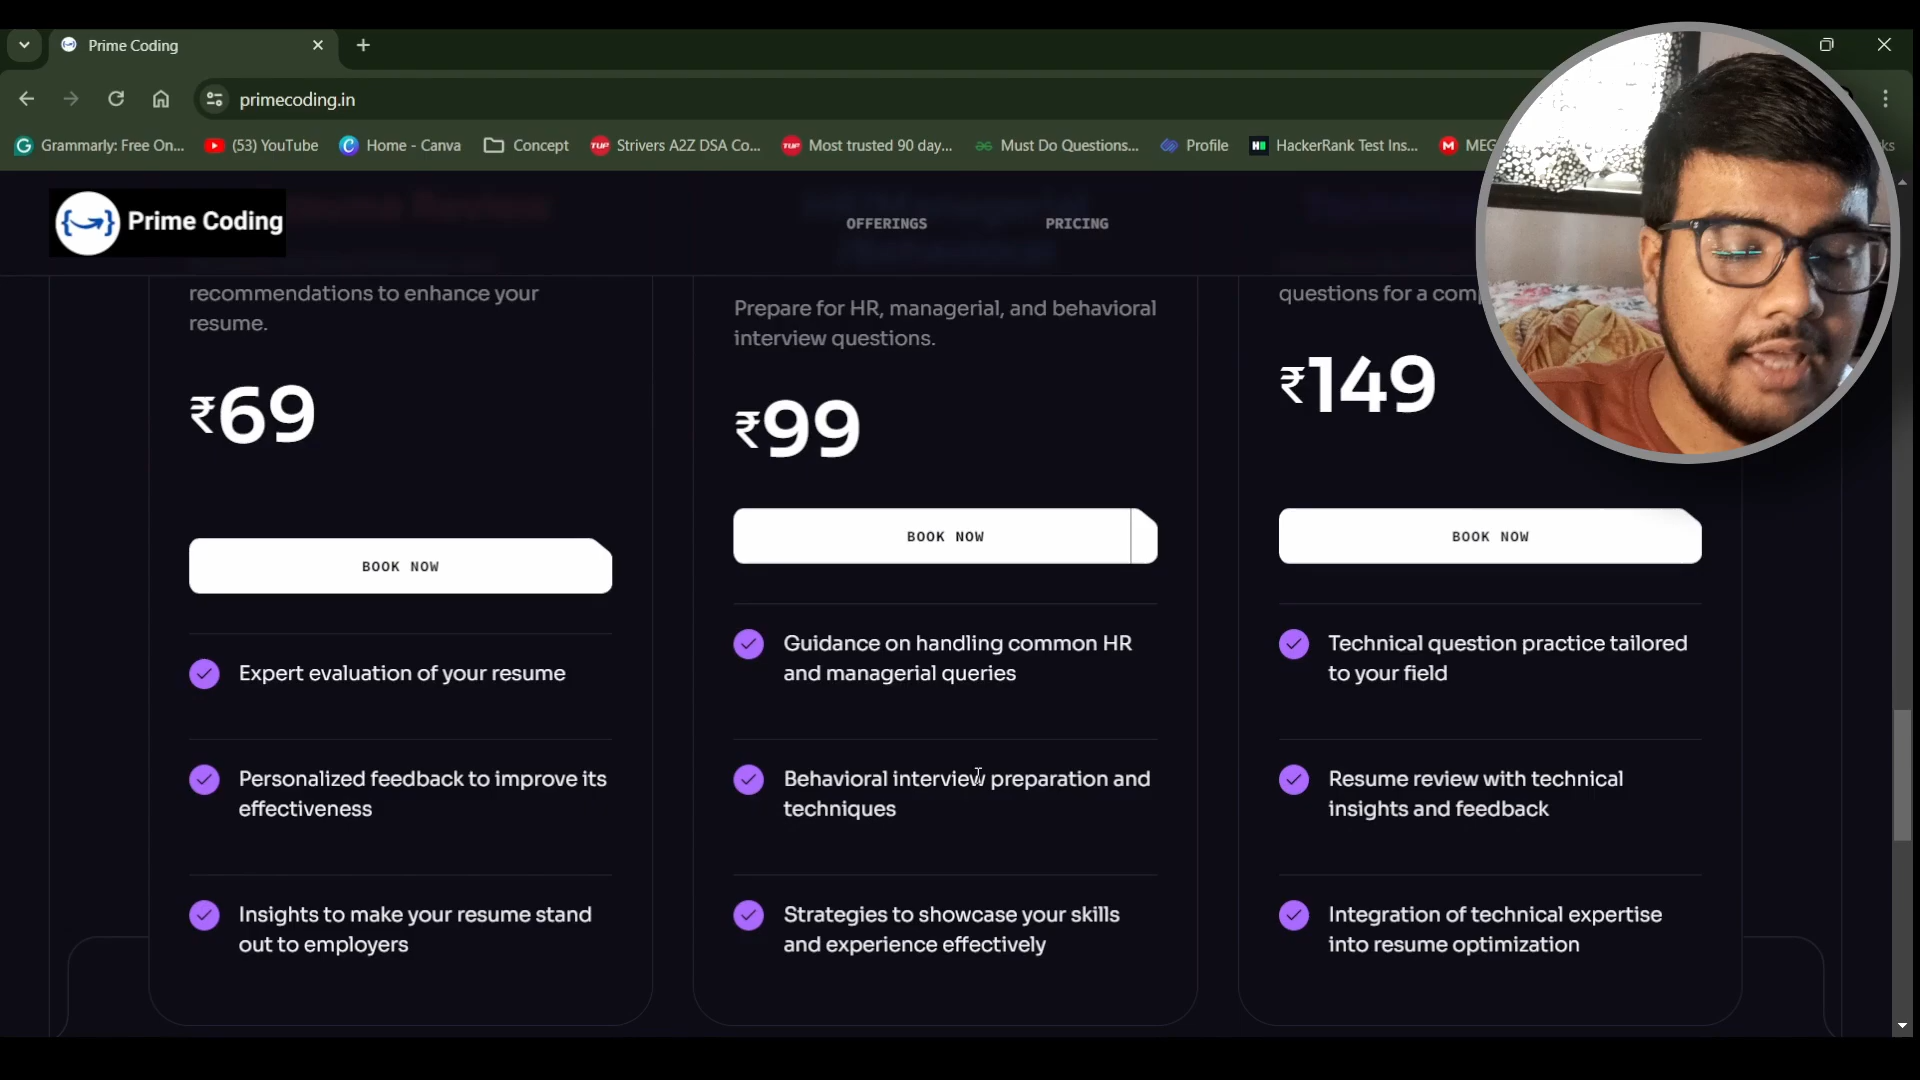 Prime Coding
primecoding.in
Grammarly: Free On...
(53) YouTube
Home - Canva
Concept
Strivers A2Z DSA Co...
Most trusted 90 day...
Must Do Questions...
Profile
HackerRank Test Ins...
MEG
Prime Coding
OFFERINGS
PRICING
recommendations to enhance your
resume.
₹69
BOOK NOW
Expert evaluation of your resume
Personalized feedback to improve its
effectiveness
Insights to make your resume stand
out to employers
Prepare for HR, managerial, and behavioral
interview questions.
₹99
BOOK NOW
Guidance on handling common HR
and managerial queries
Behavioral interview preparation and
techniques
Strategies to showcase your skills
and experience effectively
questions for a
₹149
BOOK NOW
Technical question practice tailored
to your field
Resume review with technical
insights and feedback
Integration of technical expertise
into resume optimization